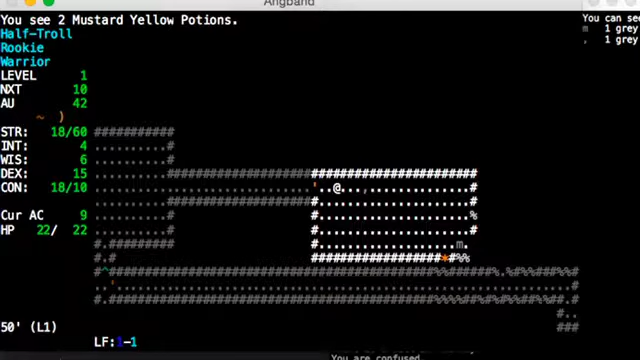 Angband
You see 2 Mustard Yellow Potions.
You can see
m 1 grey
, 1 grey
Half-Troll
Rookie
Warrior
LEVEL 1
NXT 10
AU 42
~ )
STR: 18/60
INT: 4
WIS: 6
DEX: 15
CON: 18/10
Cur AC 9
HP 22/ 22
50' (L1)
LF:1-1
You are confused